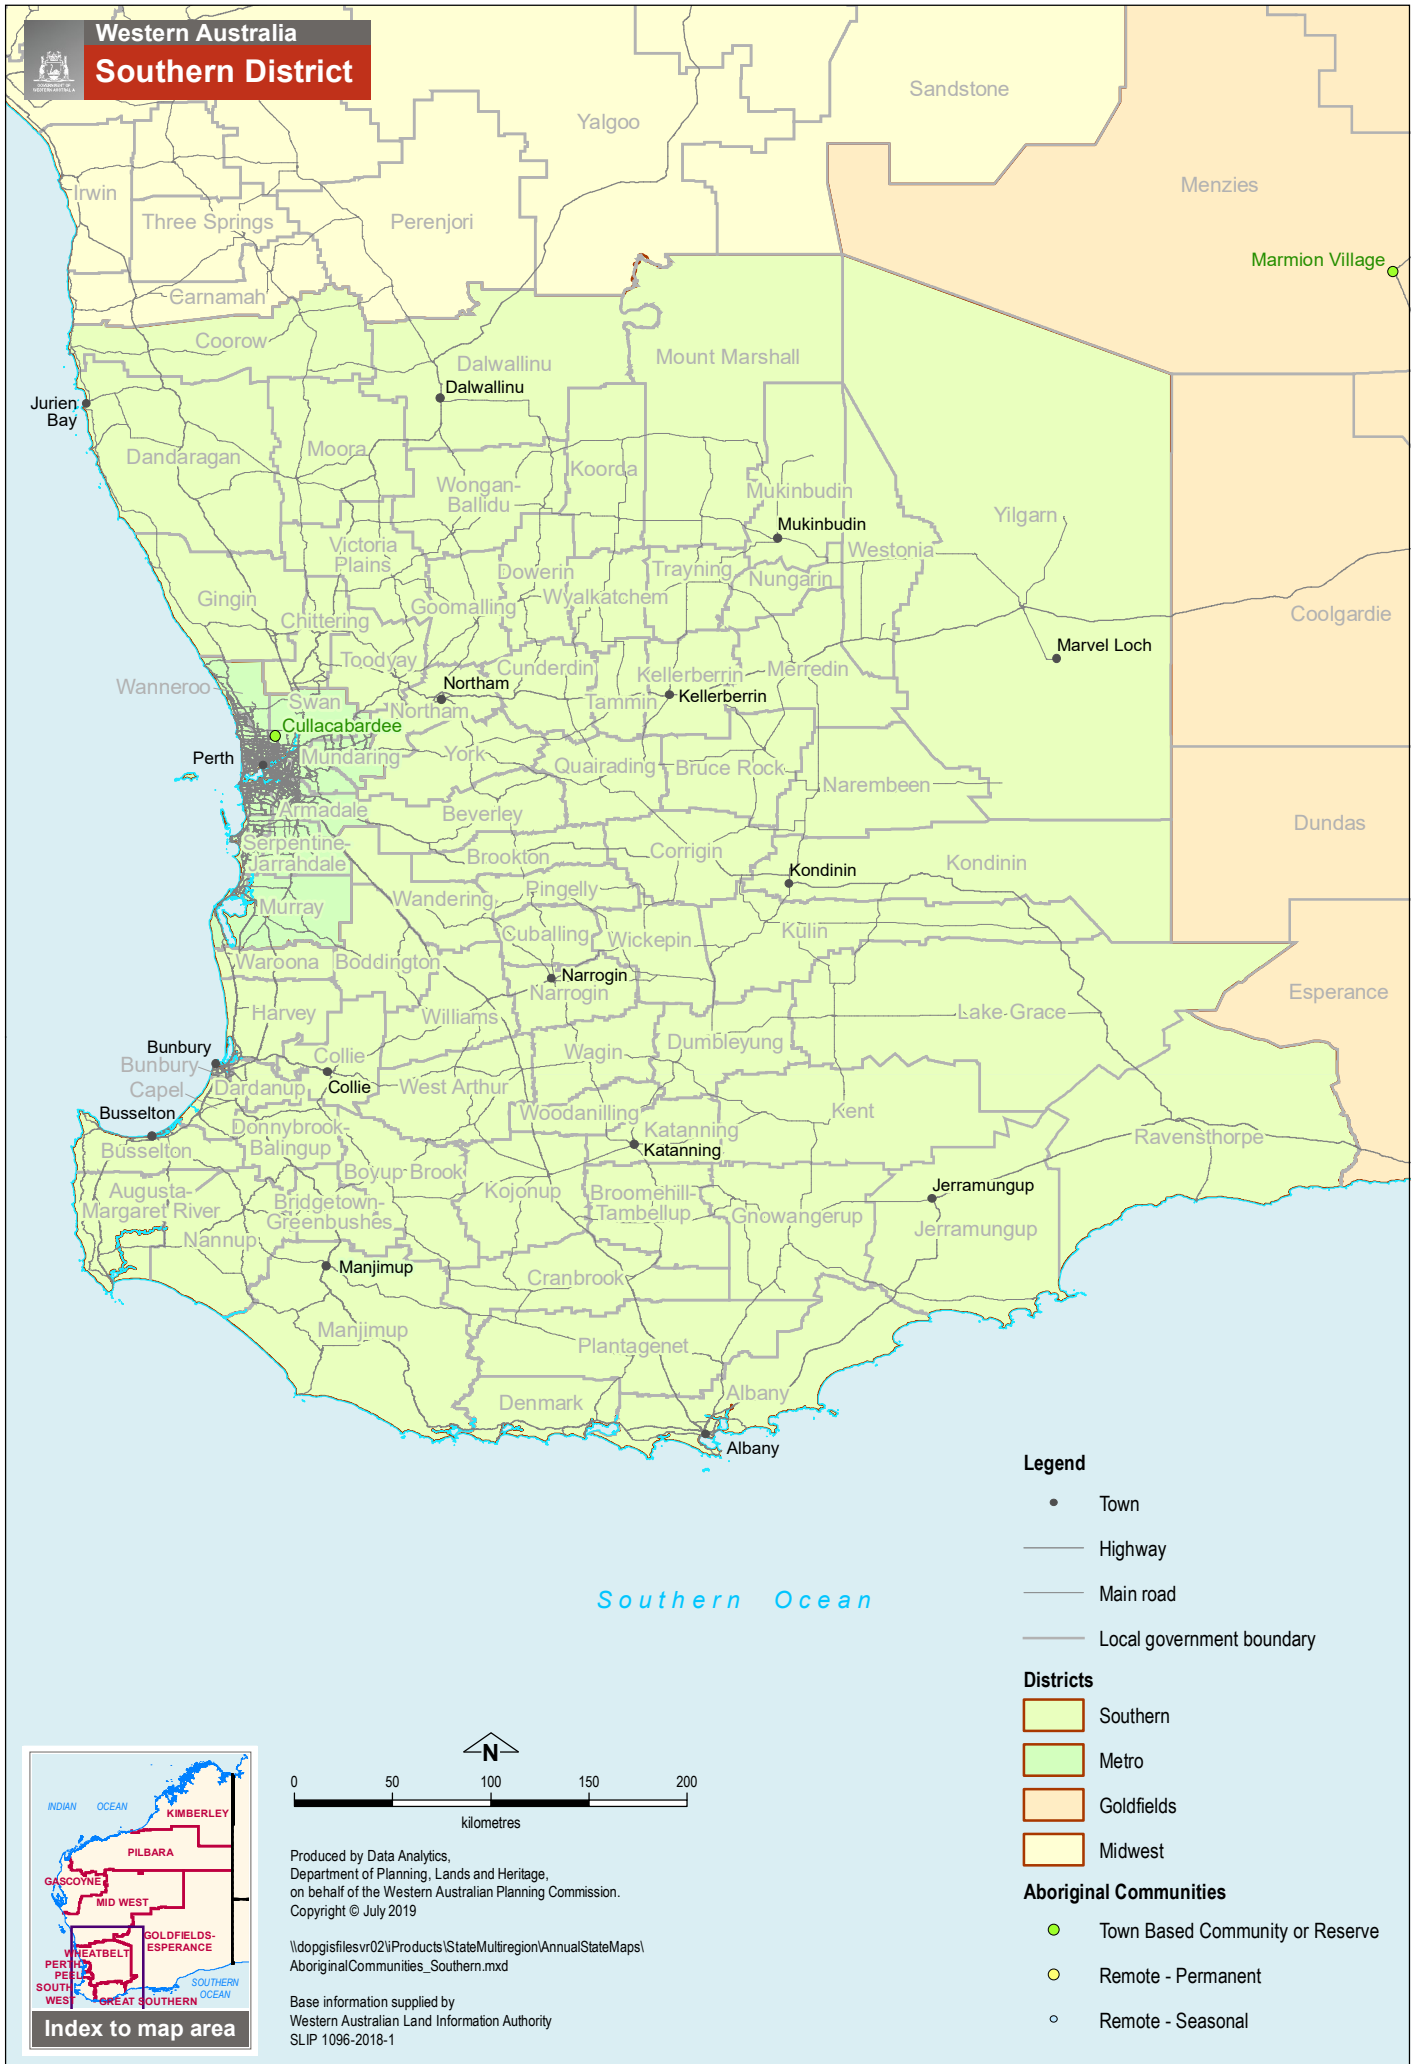 Western Australia
Southern District
GOVERNMENT OF
WESTERN AUSTRALIA
Sandstone
Yalgoo
Menzies
Irwin
Three Springs
Perenjori
Marmion Village
Carnamah
Coorow
Dalwallinu
Mount Marshall
Dalwallinu
Jurien
Bay
Moora
Dandaragan
Koorda
Wongan-
Ballidu
Mukinbudin
Yilgarn
Mukinbudin
Victoria
Plains
Westonia
Dowerin
Trayning
Nungarin
Gingin
Goomalling
Wyalkatchem
Chittering
Coolgardie
Toodyay
Marvel Loch
Cunderdin
Kellerberrin
Merredin
Wanneroo
Northam
Swan
Tammin
Kellerberrin
Northam
Cullacabardee
Perth
Mundaring
York
Quairading
Bruce Rock
Narembeen
Armadale
Beverley
Dundas
Serpentine-
Jarrahdale
Brookton
Corrigin
Kondinin
Kondinin
Pingelly
Wandering
Murray
Cuballing
Wickepin
Kulin
Waroona
Boddington
Narrogin
Narrogin
Esperance
Harvey
Williams
Lake Grace
Bunbury
Collie
Wagin
Dumbleyung
Bunbury
Capel
Dardanup
Collie
West Arthur
Busselton
Woodanilling
Kent
Donnybrook-
Balingup
Katanning
Ravensthorpe
Busselton
Katanning
Boyup Brook
Augusta-
Margaret River
Bridgetown-
Greenbushes
Kojonup
Broomehill-
Tambellup
Jerramungup
Gnowangerup
Jerramungup
Nannup
Manjimup
Cranbrook
Manjimup
Plantagenet
Denmark
Albany
Albany
Southern Ocean
Legend
Town
Highway
Main road
Local government boundary
Districts
Southern
Metro
Goldfields
Midwest
Aboriginal Communities
Town Based Community or Reserve
Remote - Permanent
Remote - Seasonal
N
0 50 100 150 200
kilometres
Produced by Data Analytics,
Department of Planning, Lands and Heritage,
on behalf of the Western Australian Planning Commission.
Copyright © July 2019
\\dopgisfilesvr02\iProducts\StateMultiregion\AnnualStateMaps\
AboriginalCommunities_Southern.mxd
Base information supplied by
Western Australian Land Information Authority
SLIP 1096-2018-1
INDIAN OCEAN
KIMBERLEY
PILBARA
GASCOYNE
MID WEST
GOLDFIELDS-
ESPERANCE
WHEATBELT
PERTH
PEEL
SOUTH
WEST
GREAT SOUTHERN
SOUTHERN
OCEAN
Index to map area